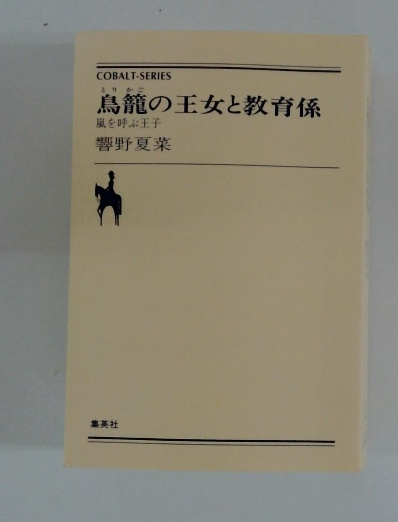 COBALT-SERIES
とりかご
鳥籠の王女と教育係
嵐を呼ぶ王子
響野夏菜
集英社